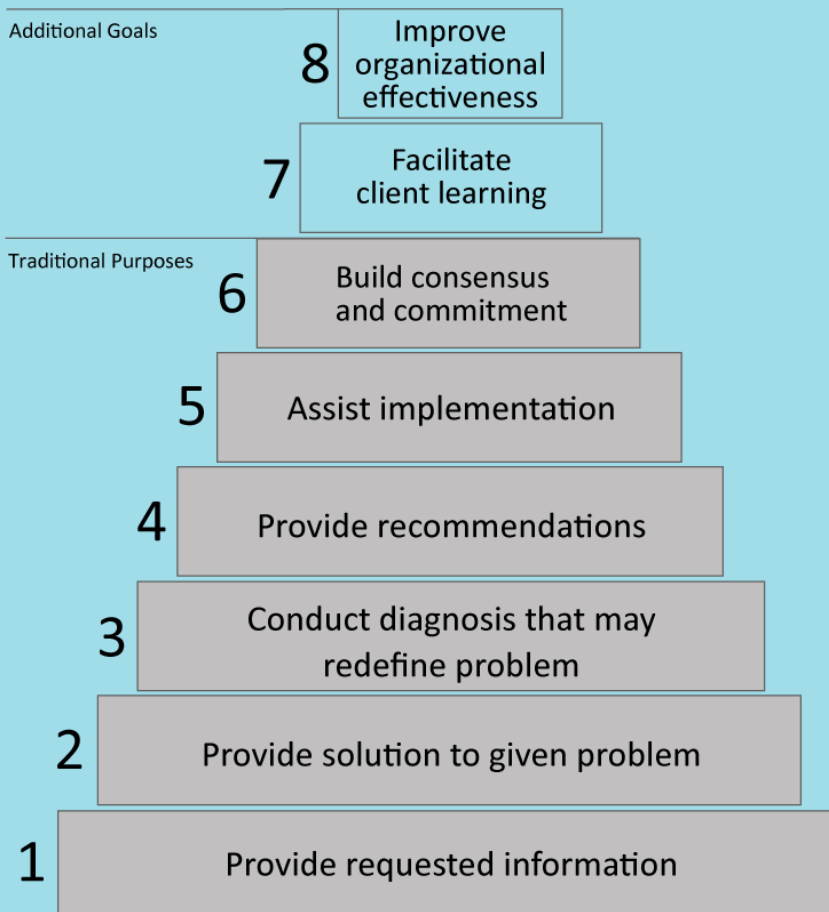 Additional Goals
8
Improve
organizational
effectiveness
7
Facilitate
client learning
Traditional Purposes
6
Build consensus
and commitment
5
Assist implementation
4
Provide recommendations
3
Conduct diagnosis that may
redefine problem
2
Provide solution to given problem
1
Provide requested information